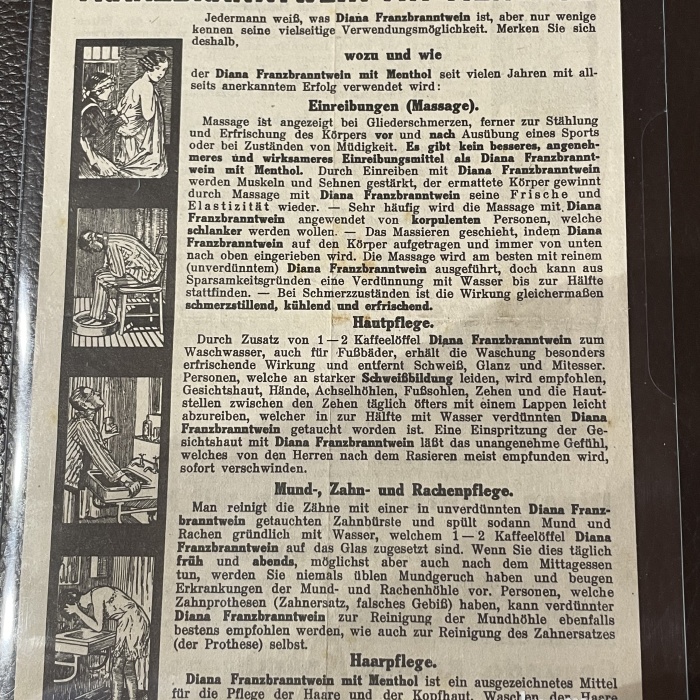 Jedermann weiß, was Diana Franzbranntwein ist, aber nur wenige
kennen seine vielseitige Verwendungsmöglichkeit. Merken Sie sich
deshalb,
wozu und wie
der Diana Franzbranntwein mit Menthol seit vielen Jahren mit all-
seits anerkanntem Erfolg verwendet wird:
Einreibungen (Massage).
Massage ist angezeigt bei Gliederschmerzen, ferner zur Stählung
und Erfrischung des Körpers vor und nach Ausübung eines Sports
oder bei Zuständen von Müdigkeit. Es gibt kein besseres, angeneh-
meres und wirksameres Einreibungsmittel als Diana Franzbrannt-
wein mit Menthol. Durch Einreiben mit Diana Franzbranntwein
werden Muskeln und Sehnen gestärkt, der ermattete Körper gewinnt
durch Massage mit Diana Franzbranntwein seine Frische und
Elastizität wieder. — Sehr häufig wird die Massage mit Diana
Franzbranntwein angewendet von korpulenten Personen, welche
schlanker werden wollen. — Das Massieren geschieht, indem Diana
Franzbranntwein auf den Körper aufgetragen und immer von unten
nach oben eingerieben wird. Die Massage wird am besten mit reinem
(unverdünntem) Diana Franzbranntwein ausgeführt, doch kann aus
Sparsamkeitsgründen eine Verdünnung mit Wasser bis zur Hälfte
stattfinden. — Bei Schmerzzuständen ist die Wirkung gleichermaßen
schmerzstillend, kühlend und erfrischend.
Hautpflege.
Durch Zusatz von 1—2 Kaffeelöffel Diana Franzbranntwein zum
Waschwasser, auch für Fußbäder, erhält die Waschung besonders
erfrischende Wirkung und entfernt Schweiß, Glanz und Mitesser.
Personen, welche an starker Schweißbildung leiden, wird empfohlen,
Gesichtshaut, Hände, Achselhöhlen, Fußsohlen, Zehen und die Haut-
stellen zwischen den Zehen täglich öfters mit einem Lappen leicht
abzureiben, welcher in zur Hälfte mit Wasser verdünnten Diana
Franzbranntwein getaucht worden ist. Eine Einspritzung der Ge-
sichtshaut mit Diana Franzbranntwein läßt das unangenehme Gefühl,
welches von den Herren nach dem Rasieren meist empfunden wird,
sofort verschwinden.
Mund-, Zahn- und Rachenpflege.
Man reinigt die Zähne mit einer in unverdünnten Diana Franz-
branntwein getauchten Zahnbürste und spült sodann Mund und
Rachen gründlich mit Wasser, welchem 1—2 Kaffeelöffel Diana
Franzbranntwein auf das Glas zugesetzt sind. Wenn Sie dies täglich
früh und abends, möglichst aber auch nach dem Mittagessen
tun, werden Sie niemals üblen Mundgeruch haben und beugen
Erkrankungen der Mund- und Rachenhöhle vor. Personen, welche
Zahnprothesen (Zahnersatz, falsches Gebiß) haben, kann verdünnter
Diana Franzbranntwein zur Reinigung der Mundhöhle ebenfalls
bestens empfohlen werden, wie auch zur Reinigung des Zahnersatzes
(der Prothese) selbst.
Haarpflege.
Diana Franzbranntwein mit Menthol ist ein ausgezeichnetes Mittel
für die Pflege der Haare und der Kopfhaut. Waschen der Haare